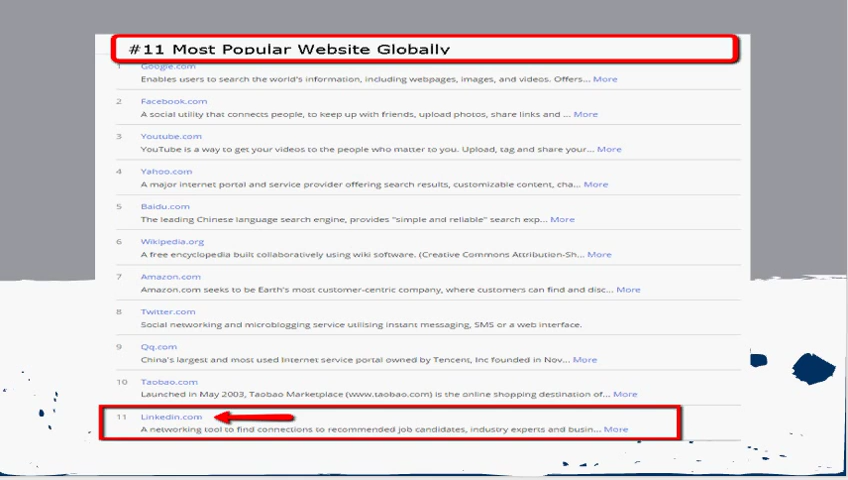 #11 Most Popular Website Globally
1 Google.com
Enables users to search the world's information, including webpages, images, and videos. Offers... More
2 Facebook.com
A social utility that connects people, to keep up with friends, upload photos, share links and ... More
3 Youtube.com
YouTube is a way to get your videos to the people who matter to you. Upload, tag and share your... More
4 Yahoo.com
A major internet portal and service provider offering search results, customizable content, cha... More
5 Baidu.com
The leading Chinese language search engine, provides "simple and reliable" search exp... More
6 Wikipedia.org
A free encyclopedia built collaboratively using wiki software. (Creative Commons Attribution-Sh... More
7 Amazon.com
Amazon.com seeks to be Earth's most customer-centric company, where customers can find and disc... More
8 Twitter.com
Social networking and microblogging service utilising instant messaging, SMS or a web interface.
9 Qq.com
China's largest and most used Internet service portal owned by Tencent, Inc founded in Nov... More
10 Taobao.com
Launched in May 2003, Taobao Marketplace (www.taobao.com) is the online shopping destination of... More
11 Linkedin.com
A networking tool to find connections to recommended job candidates, industry experts and busin... More